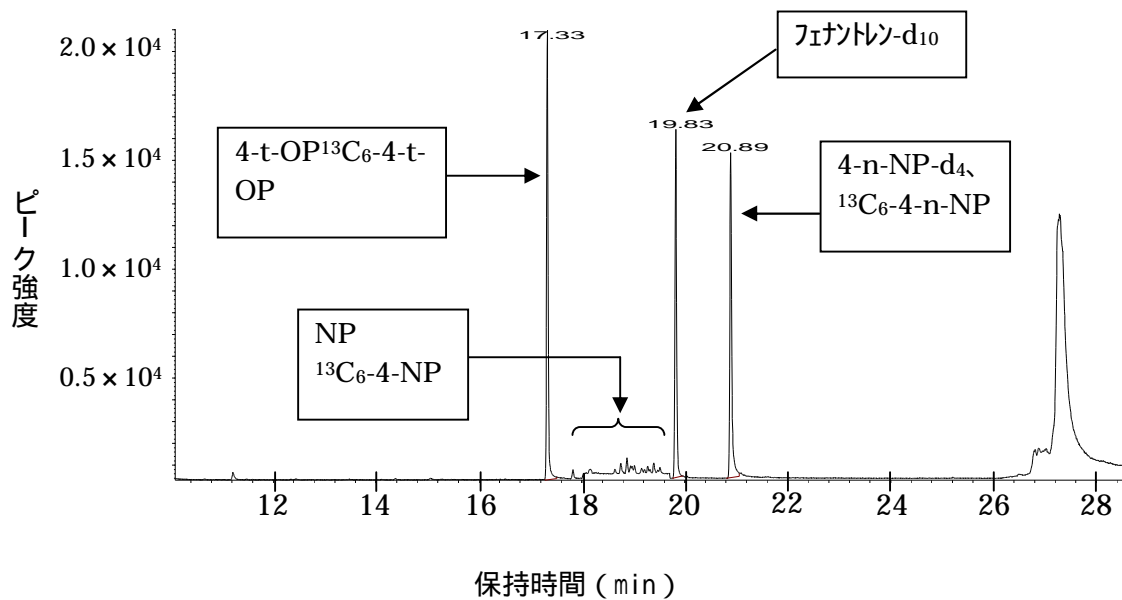 2.0 × 10⁴
1.5 × 10⁴
1.0 × 10⁴
0.5 × 10⁴
ピーク強度
17.33
19.83
20.89
フェナントレン-d₁₀
4-t-OP¹³C₆-4-t-
OP
4-n-NP-d₄、
¹³C₆-4-n-NP
NP
¹³C₆-4-NP
12 14 16 18 20 22 24 26 28
保持時間(min)